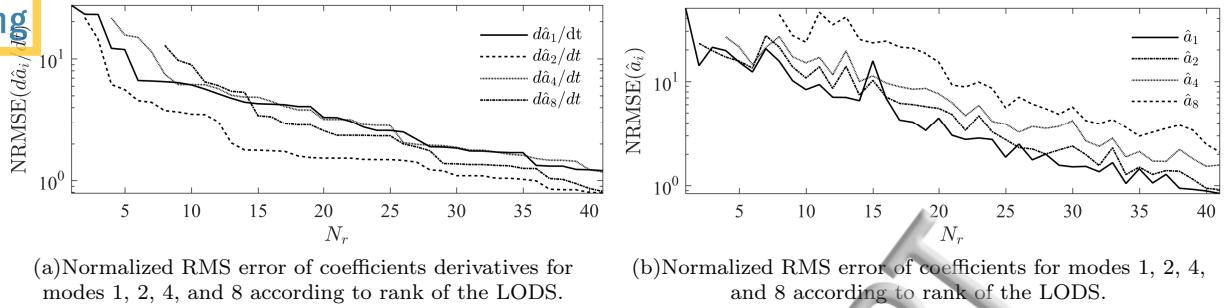 ng
NRMSE(dâᵢ/dt)
10¹
10⁰
5 10 15 20 25 30 35 40
Nᵣ
dâ₁/dt
dâ₂/dt
dâ₄/dt
dâ₈/dt
(a)Normalized RMS error of coefficients derivatives for
modes 1, 2, 4, and 8 according to rank of the LODS.
NRMSE(âᵢ)
10¹
10⁰
5 10 15 20 25 30 35 40
Nᵣ
â₁
â₂
â₄
â₈
(b)Normalized RMS error of coefficients for modes 1, 2, 4,
and 8 according to rank of the LODS.